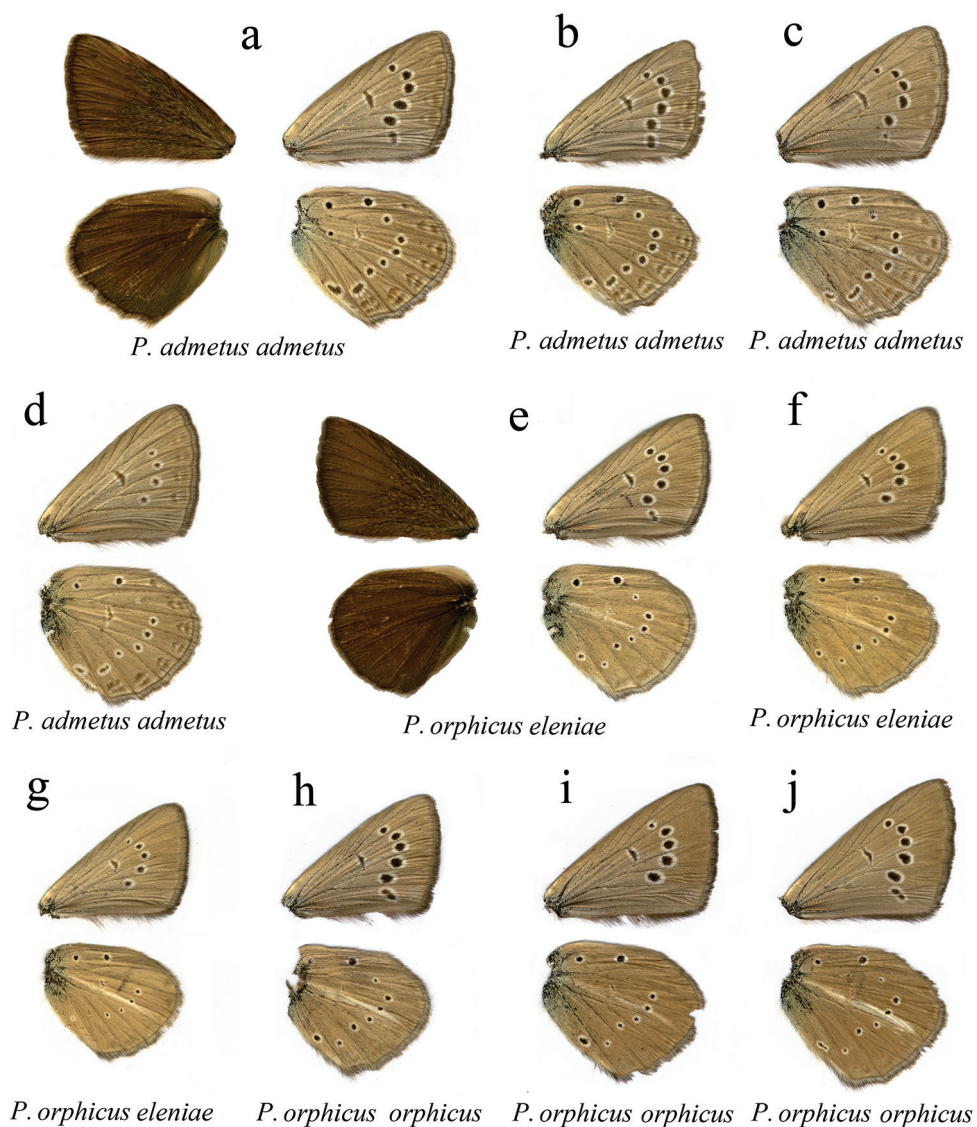 a
b
c
P. admetus admetus
P. admetus admetus
P. admetus admetus
d
e
f
P. admetus admetus
P. orphicus eleniae
P. orphicus eleniae
g
h
i
j
P. orphicus eleniae
P. orphicus orphicus
P. orphicus orphicus
P. orphicus orphicus